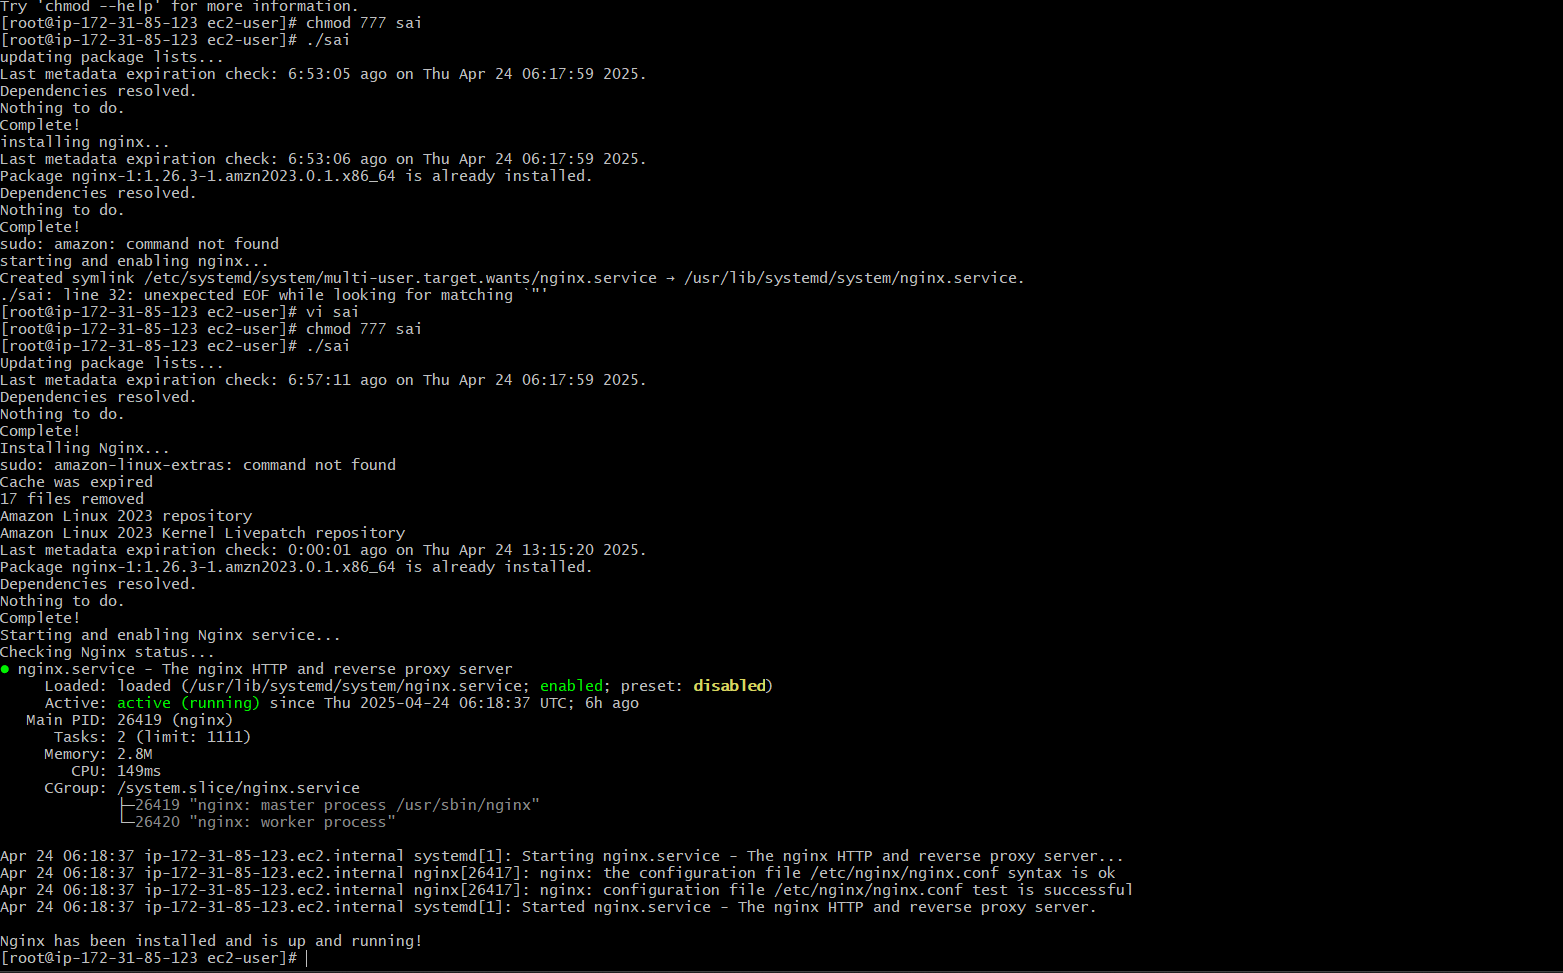 Try 'chmod --help' for more information.
[root@ip-172-31-85-123 ec2-user]# chmod 777 sai
[root@ip-172-31-85-123 ec2-user]# ./sai
updating package lists...
Last metadata expiration check: 6:53:05 ago on Thu Apr 24 06:17:59 2025.
Dependencies resolved.
Nothing to do.
Complete!
installing nginx...
Last metadata expiration check: 6:53:06 ago on Thu Apr 24 06:17:59 2025.
Package nginx-1:1.26.3-1.amzn2023.0.1.x86_64 is already installed.
Dependencies resolved.
Nothing to do.
Complete!
sudo: amazon: command not found
starting and enabling nginx...
Created symlink /etc/systemd/system/multi-user.target.wants/nginx.service → /usr/lib/systemd/system/nginx.service.
./sai: line 32: unexpected EOF while looking for matching `"'
[root@ip-172-31-85-123 ec2-user]# vi sai
[root@ip-172-31-85-123 ec2-user]# chmod 777 sai
[root@ip-172-31-85-123 ec2-user]# ./sai
Updating package lists...
Last metadata expiration check: 6:57:11 ago on Thu Apr 24 06:17:59 2025.
Dependencies resolved.
Nothing to do.
Complete!
Installing Nginx...
sudo: amazon-linux-extras: command not found
Cache was expired
17 files removed
Amazon Linux 2023 repository
Amazon Linux 2023 Kernel Livepatch repository
Last metadata expiration check: 0:00:01 ago on Thu Apr 24 13:15:20 2025.
Package nginx-1:1.26.3-1.amzn2023.0.1.x86_64 is already installed.
Dependencies resolved.
Nothing to do.
Complete!
Starting and enabling Nginx service...
Checking Nginx status...
● nginx.service - The nginx HTTP and reverse proxy server
     Loaded: loaded (/usr/lib/systemd/system/nginx.service; enabled; preset: disabled)
     Active: active (running) since Thu 2025-04-24 06:18:37 UTC; 6h ago
   Main PID: 26419 (nginx)
      Tasks: 2 (limit: 1111)
     Memory: 2.8M
        CPU: 149ms
     CGroup: /system.slice/nginx.service
             ├─26419 "nginx: master process /usr/sbin/nginx"
             └─26420 "nginx: worker process"
Apr 24 06:18:37 ip-172-31-85-123.ec2.internal systemd[1]: Starting nginx.service - The nginx HTTP and reverse proxy server...
Apr 24 06:18:37 ip-172-31-85-123.ec2.internal nginx[26417]: nginx: the configuration file /etc/nginx/nginx.conf syntax is ok
Apr 24 06:18:37 ip-172-31-85-123.ec2.internal nginx[26417]: nginx: configuration file /etc/nginx/nginx.conf test is successful
Apr 24 06:18:37 ip-172-31-85-123.ec2.internal systemd[1]: Started nginx.service - The nginx HTTP and reverse proxy server.
Nginx has been installed and is up and running!
[root@ip-172-31-85-123 ec2-user]#